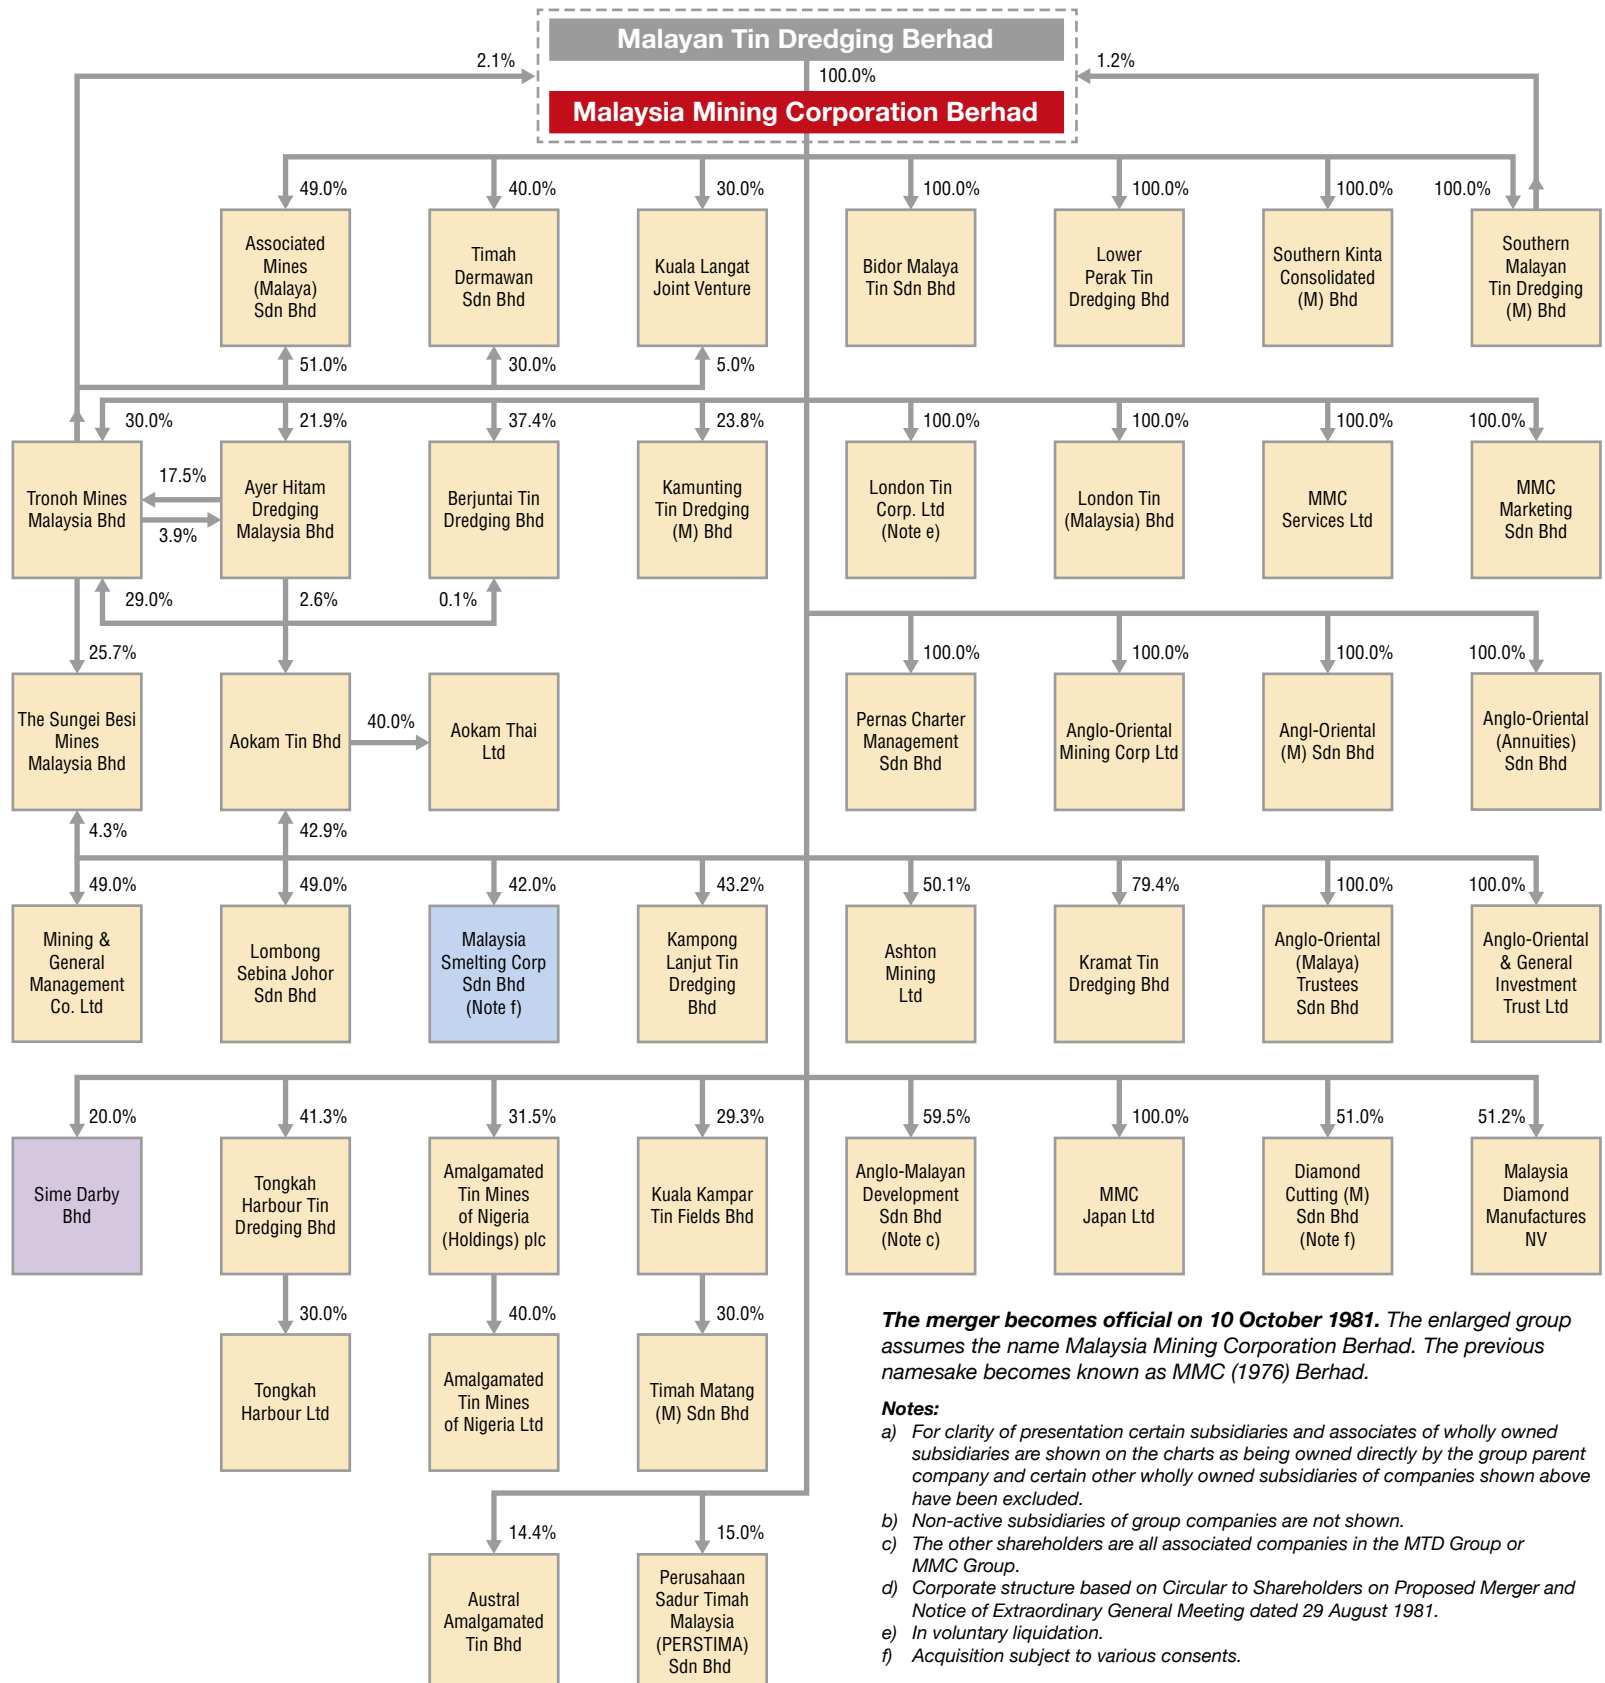 Malayan Tin Dredging Berhad
2.1%
100.0%
1.2%
Malaysia Mining Corporation Berhad
49.0%
40.0%
30.0%
100.0%
100.0%
100.0%
100.0%
Associated
Mines
(Malaya)
Sdn Bhd
Timah
Dermawan
Sdn Bhd
Kuala Langat
Joint Venture
Bidor Malaya
Tin Sdn Bhd
Lower
Perak Tin
Dredging Bhd
Southern Kinta
Consolidated
(M) Bhd
Southern
Malayan
Tin Dredging
(M) Bhd
51.0%
30.0%
5.0%
30.0%
21.9%
37.4%
23.8%
100.0%
100.0%
100.0%
100.0%
Tronoh Mines
Malaysia Bhd
17.5%
3.9%
Ayer Hitam
Dredging
Malaysia Bhd
Berjuntai Tin
Dredging Bhd
Kamunting
Tin Dredging
(M) Bhd
London Tin
Corp. Ltd
(Note e)
London Tin
(Malaysia) Bhd
MMC
Services Ltd
MMC
Marketing
Sdn Bhd
29.0%
2.6%
0.1%
25.7%
100.0%
100.0%
100.0%
100.0%
The Sungei Besi
Mines
Malaysia Bhd
Aokam Tin Bhd
40.0%
Aokam Thai
Ltd
Pernas Charter
Management
Sdn Bhd
Anglo-Oriental
Mining Corp Ltd
Angl-Oriental
(M) Sdn Bhd
Anglo-Oriental
(Annuities)
Sdn Bhd
4.3%
42.9%
49.0%
49.0%
42.0%
43.2%
50.1%
79.4%
100.0%
100.0%
Mining &
General
Management
Co. Ltd
Lombong
Sebina Johor
Sdn Bhd
Malaysia
Smelting Corp
Sdn Bhd
(Note f)
Kampong
Lanjut Tin
Dredging
Bhd
Ashton
Mining
Ltd
Kramat Tin
Dredging Bhd
Anglo-Oriental
(Malaya)
Trustees
Sdn Bhd
Anglo-Oriental
& General
Investment
Trust Ltd
20.0%
41.3%
31.5%
29.3%
59.5%
100.0%
51.0%
51.2%
Sime Darby
Bhd
Tongkah
Harbour Tin
Dredging Bhd
Amalgamated
Tin Mines
of Nigeria
(Holdings) plc
Kuala Kampar
Tin Fields Bhd
Anglo-Malayan
Development
Sdn Bhd
(Note c)
MMC
Japan Ltd
Diamond
Cutting (M)
Sdn Bhd
(Note f)
Malaysia
Diamond
Manufactures
NV
30.0%
40.0%
30.0%
Tongkah
Harbour Ltd
Amalgamated
Tin Mines
of Nigeria Ltd
Timah Matang
(M) Sdn Bhd
14.4%
15.0%
Austral
Amalgamated
Tin Bhd
Perusahaan
Sadur Timah
Malaysia
(PERSTIMA)
Sdn Bhd
The merger becomes official on 10 October 1981. The enlarged group
assumes the name Malaysia Mining Corporation Berhad. The previous
namesake becomes known as MMC (1976) Berhad.
Notes:
a) For clarity of presentation certain subsidiaries and associates of wholly owned
subsidiaries are shown on the charts as being owned directly by the group parent
company and certain other wholly owned subsidiaries of companies shown above
have been excluded.
b) Non-active subsidiaries of group companies are not shown.
c) The other shareholders are all associated companies in the MTD Group or
MMC Group.
d) Corporate structure based on Circular to Shareholders on Proposed Merger and
Notice of Extraordinary General Meeting dated 29 August 1981.
e) In voluntary liquidation.
f) Acquisition subject to various consents.